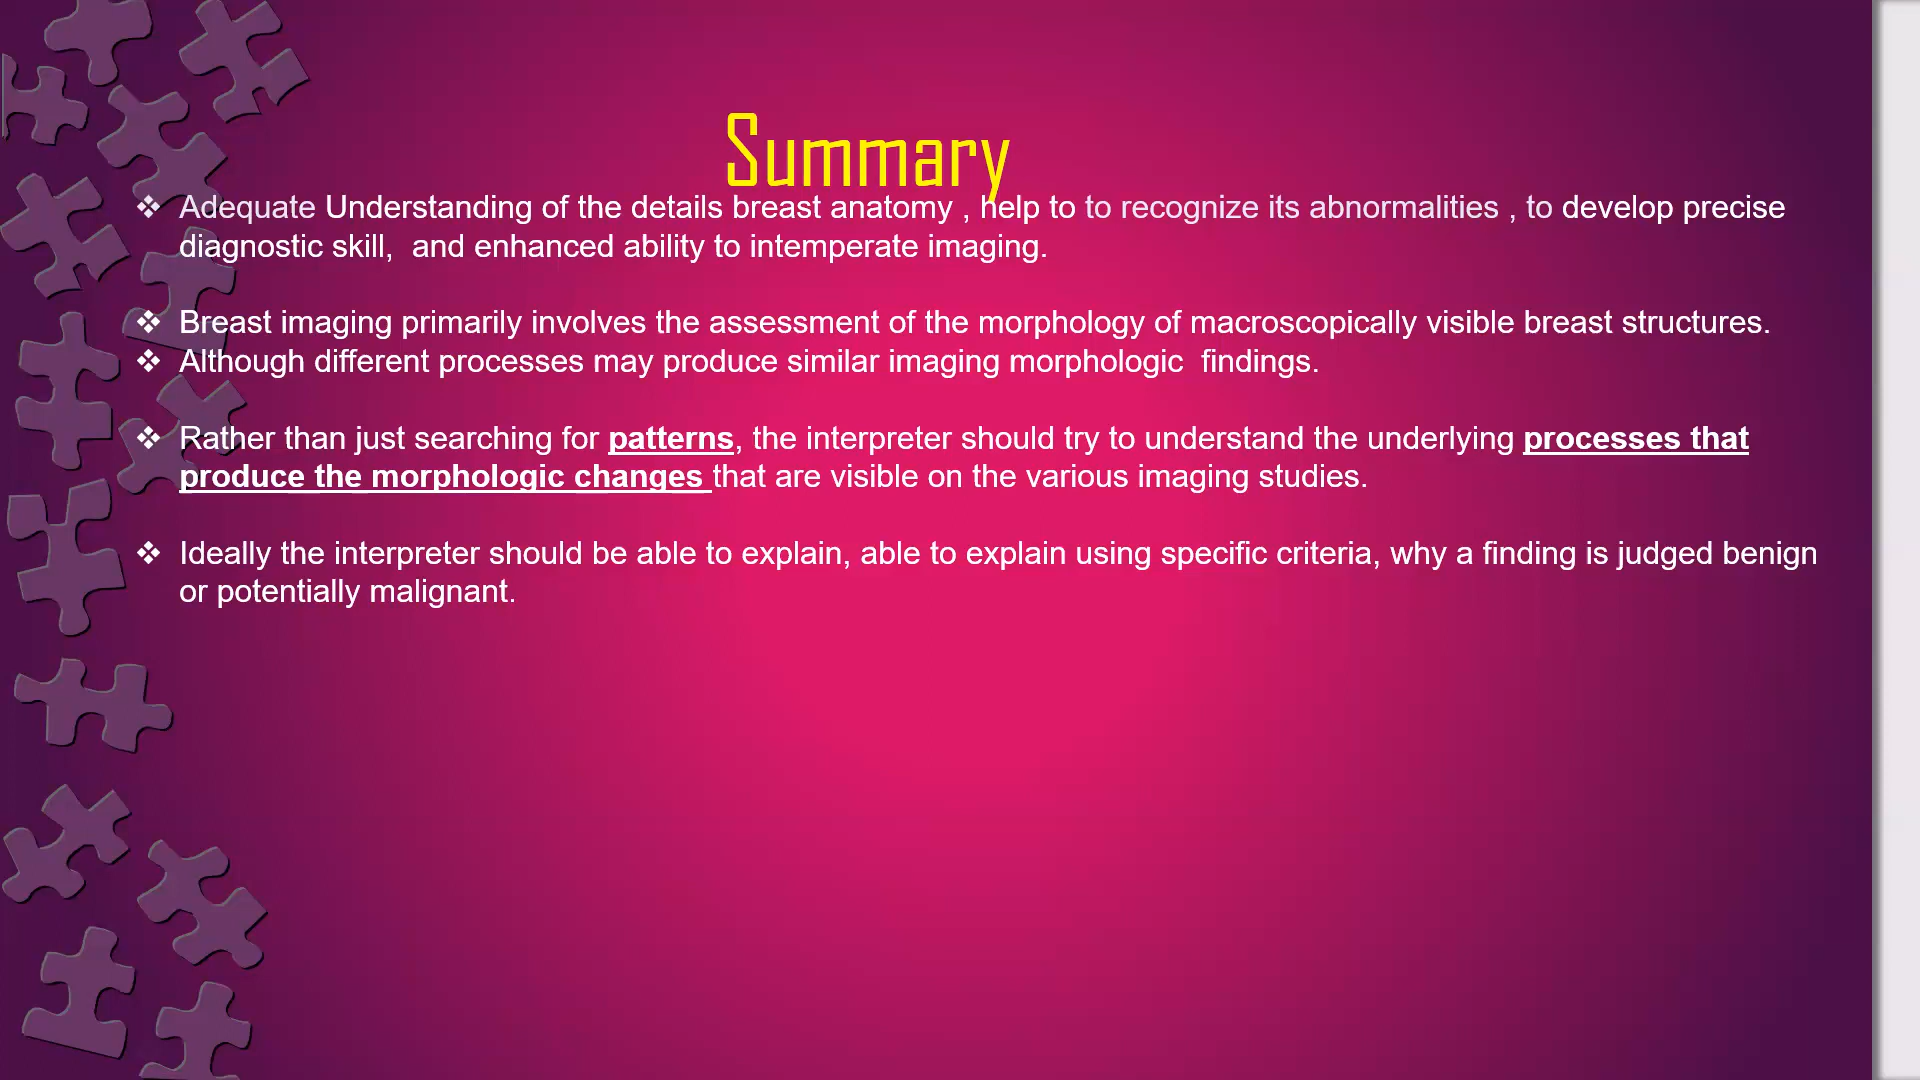 Summary
❖ Adequate Understanding of the details breast anatomy , help to to recognize its abnormalities , to develop precise
diagnostic skill,  and enhanced ability to intemperate imaging.
❖ Breast imaging primarily involves the assessment of the morphology of macroscopically visible breast structures.
❖ Although different processes may produce similar imaging morphologic  findings.
❖ Rather than just searching for patterns, the interpreter should try to understand the underlying processes that
produce the morphologic changes that are visible on the various imaging studies.
❖ Ideally the interpreter should be able to explain, able to explain using specific criteria, why a finding is judged benign
or potentially malignant.